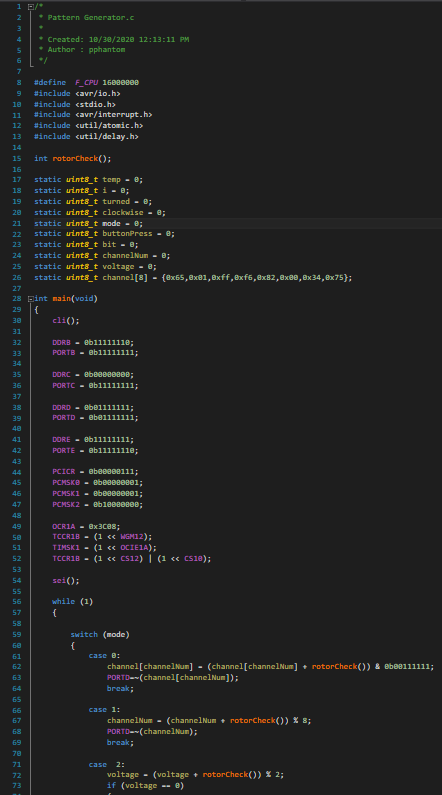 1 /*
2 * Pattern Generator.c
3 *
4 * Created: 10/30/2020 12:13:11 PM
5 * Author : pphantom
6 */
7
8 #define F_CPU 16000000
9 #include <avr/io.h>
10 #include <stdio.h>
11 #include <avr/interrupt.h>
12 #include <util/atomic.h>
13 #include <util/delay.h>
14
15 int rotorCheck();
16
17 static uint8_t temp = 0;
18 static uint8_t i = 0;
19 static uint8_t turned = 0;
20 static uint8_t clockwise = 0;
21 static uint8_t mode = 0;
22 static uint8_t buttonPress = 0;
23 static uint8_t bit = 0;
24 static uint8_t channelNum = 0;
25 static uint8_t voltage = 0;
26 static uint8_t channel[8] = {0x65,0x01,0xff,0xf6,0x82,0x00,0x34,0x75};
27
28 int main(void)
29 {
30 cli();
31
32 DDRB = 0b11111110;
33 PORTB = 0b11111111;
34
35 DDRC = 0b00000000;
36 PORTC = 0b11111111;
37
38 DDRD = 0b01111111;
39 PORTD = 0b01111111;
40
41 DDRE = 0b11111111;
42 PORTE = 0b11111110;
43
44 PCICR = 0b00000111;
45 PCMSK0 = 0b00000001;
46 PCMSK1 = 0b00000001;
47 PCMSK2 = 0b10000000;
48
49 OCR1A = 0x3C08;
50 TCCR1B = (1 << WGM12);
51 TIMSK1 = (1 << OCIE1A);
52 TCCR1B = (1 << CS12) | (1 << CS10);
53
54 sei();
55
56 while (1)
57 {
58
59 switch (mode)
60 {
61 case 0:
62 channel[channelNum] = (channel[channelNum] + rotorCheck()) & 0b00111111;
63 PORTD=~(channel[channelNum]);
64 break;
65
66 case 1:
67 channelNum = (channelNum + rotorCheck()) % 8;
68 PORTD=~(channelNum);
69 break;
70
71 case 2:
72 voltage = (voltage + rotorCheck()) % 2;
73 if (voltage == 0)